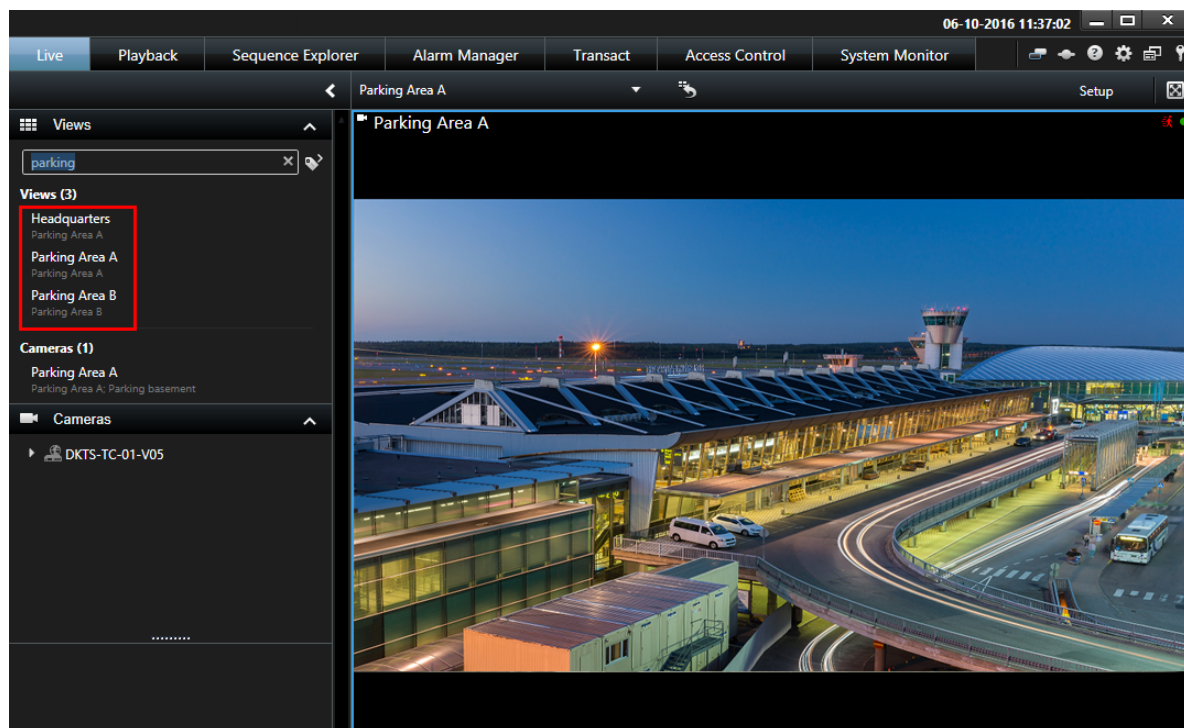 06-10-2016 11:37:02
Live Playback Sequence Explorer Alarm Manager Transact Access Control System Monitor
Parking Area A Setup
Views
Parking Area A
parking
Views (3)
Headquarters
Parking Area A
Parking Area A
Parking Area A
Parking Area B
Parking Area B
Cameras (1)
Parking Area A
Parking Area A; Parking basement
Cameras
DKTS-TC-01-V05